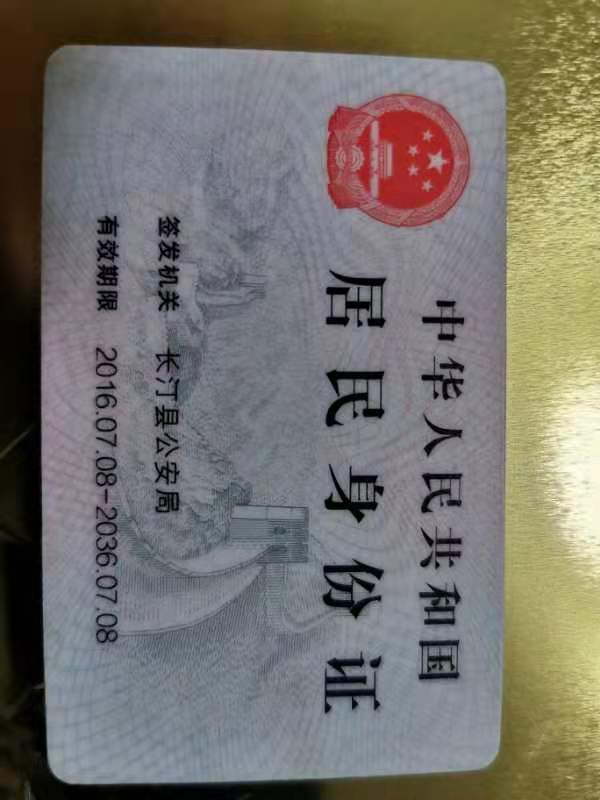 中华人民共和国
居民身份证
签发机关 长汀县公安局
有效期限 2016.07.08-2036.07.08